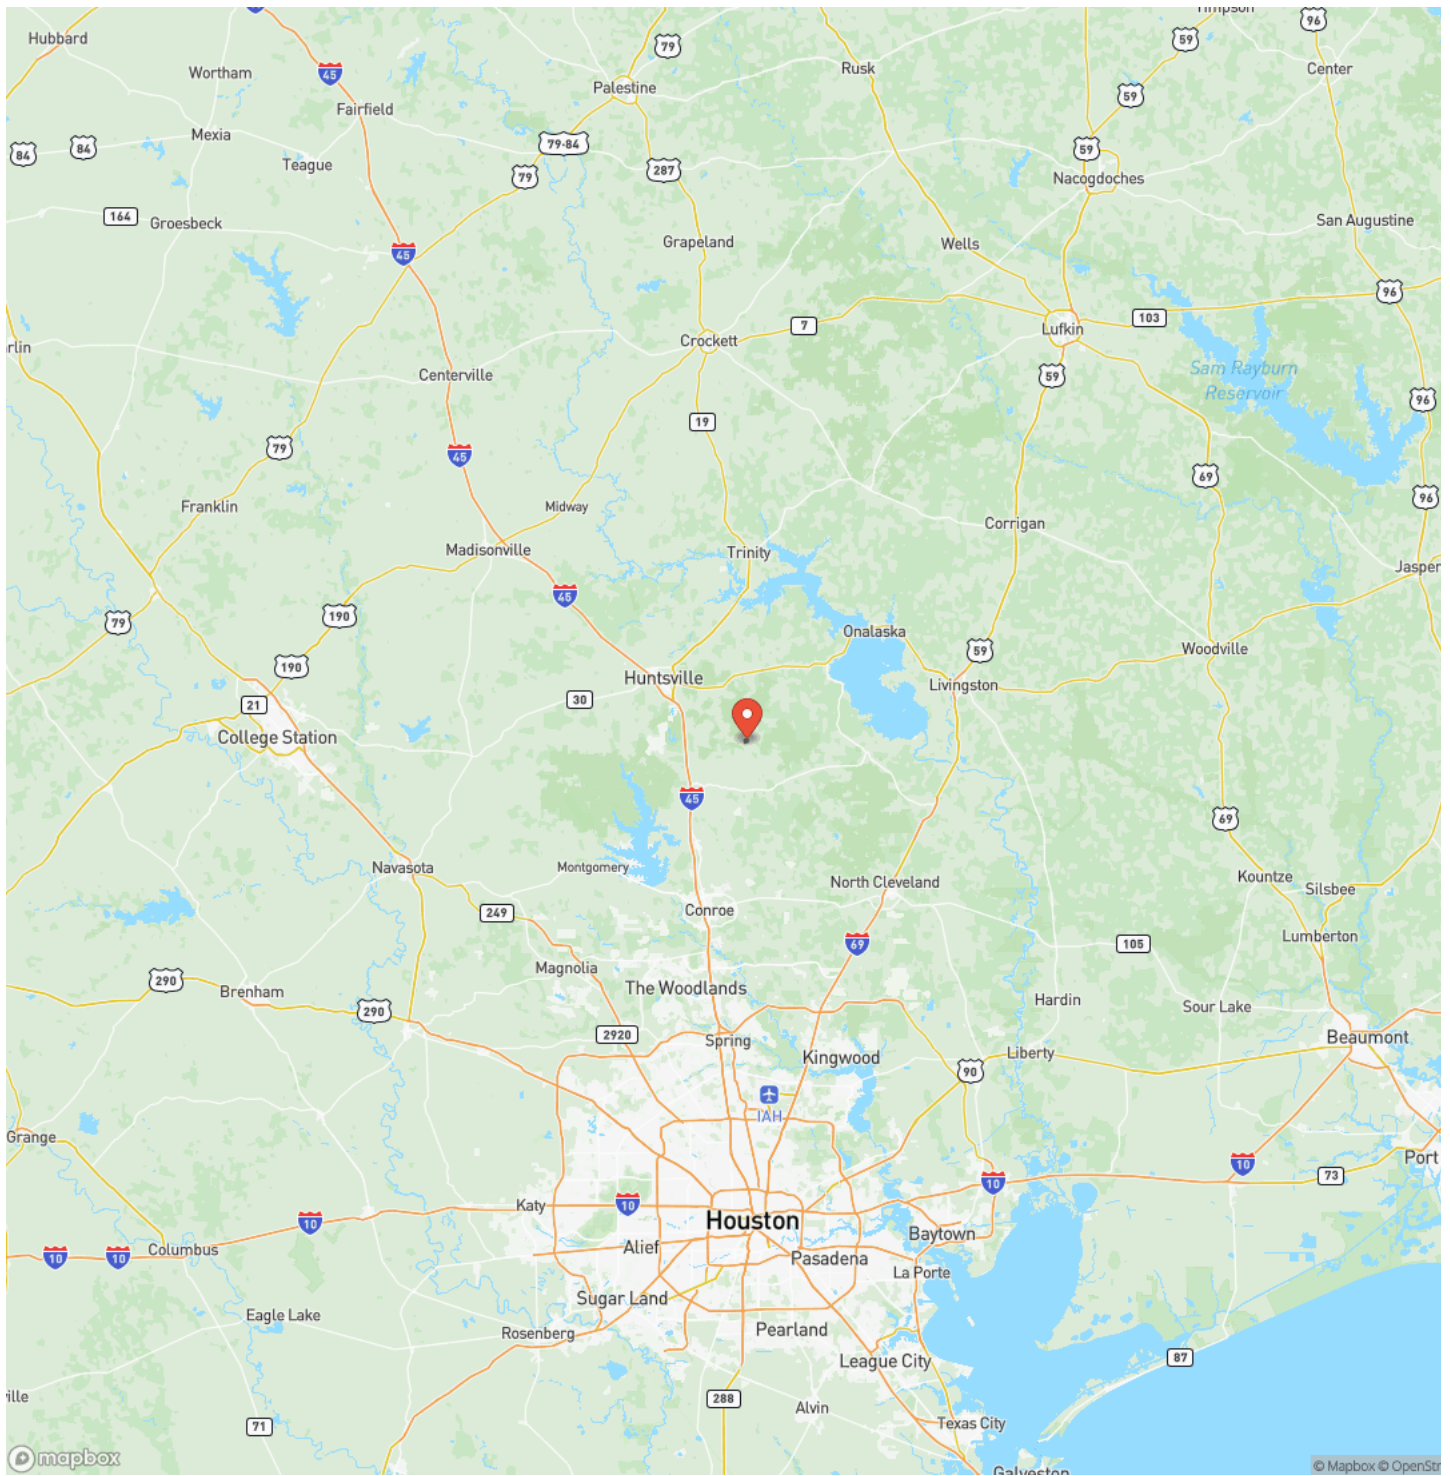 Timpson
96
Hubbard
45
79
59
Wortham
45
Rusk
Center
Fairfield
Palestine
59
Mexia
84
84
79-84
59
Teague
79
287
Nacogdoches
164
Groesbeck
San Augustine
45
Grapeland
Wells
96
7
103
Lufkin
rlin
Crockett
Centerville
59
Sam Rayburn
Reservoir
96
19
79
45
69
96
Franklin
Midway
Corrigan
Madisonville
Trinity
Jasper
45
190
79
Onalaska
59
Woodville
190
Huntsville
Livingston
30
21
College Station
45
69
Navasota
Montgomery
North Cleveland
Kountze
Silsbee
249
Conroe
69
105
Lumberton
Magnolia
290
The Woodlands
Brenham
Hardin
Sour Lake
290
2920
Spring
Kingwood
Liberty
Beaumont
90
IAH
Grange
10
Port
73
10
Katy
10
10
Houston
Baytown
10
10
Columbus
Alief
Pasadena
La Porte
Sugar Land
Eagle Lake
Rosenberg
Pearland
League City
87
ville
288
Alvin
71
Texas City
mapbox
© Mapbox © OpenStr
Galveston